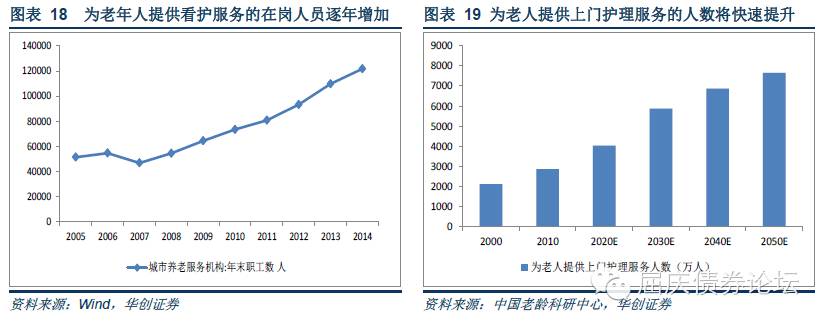 图表 18 为老年人提供看护服务的在岗人员逐年增加
140000
120000
100000
80000
60000
40000
20000
0
2005 2006 2007 2008 2009 2010 2011 2012 2013 2014
城市养老服务机构:年末职工数 人
资料来源：Wind，华创证券
图表 19 为老人提供上门护理服务的人数将快速提升
9000
8000
7000
6000
5000
4000
3000
2000
1000
0
2000 2010 2020E 2030E 2040E 2050E
为老人提供上门护理服务人数（万人）
资料来源：中国老龄科研中心，华创证券
屈庆债券论坛